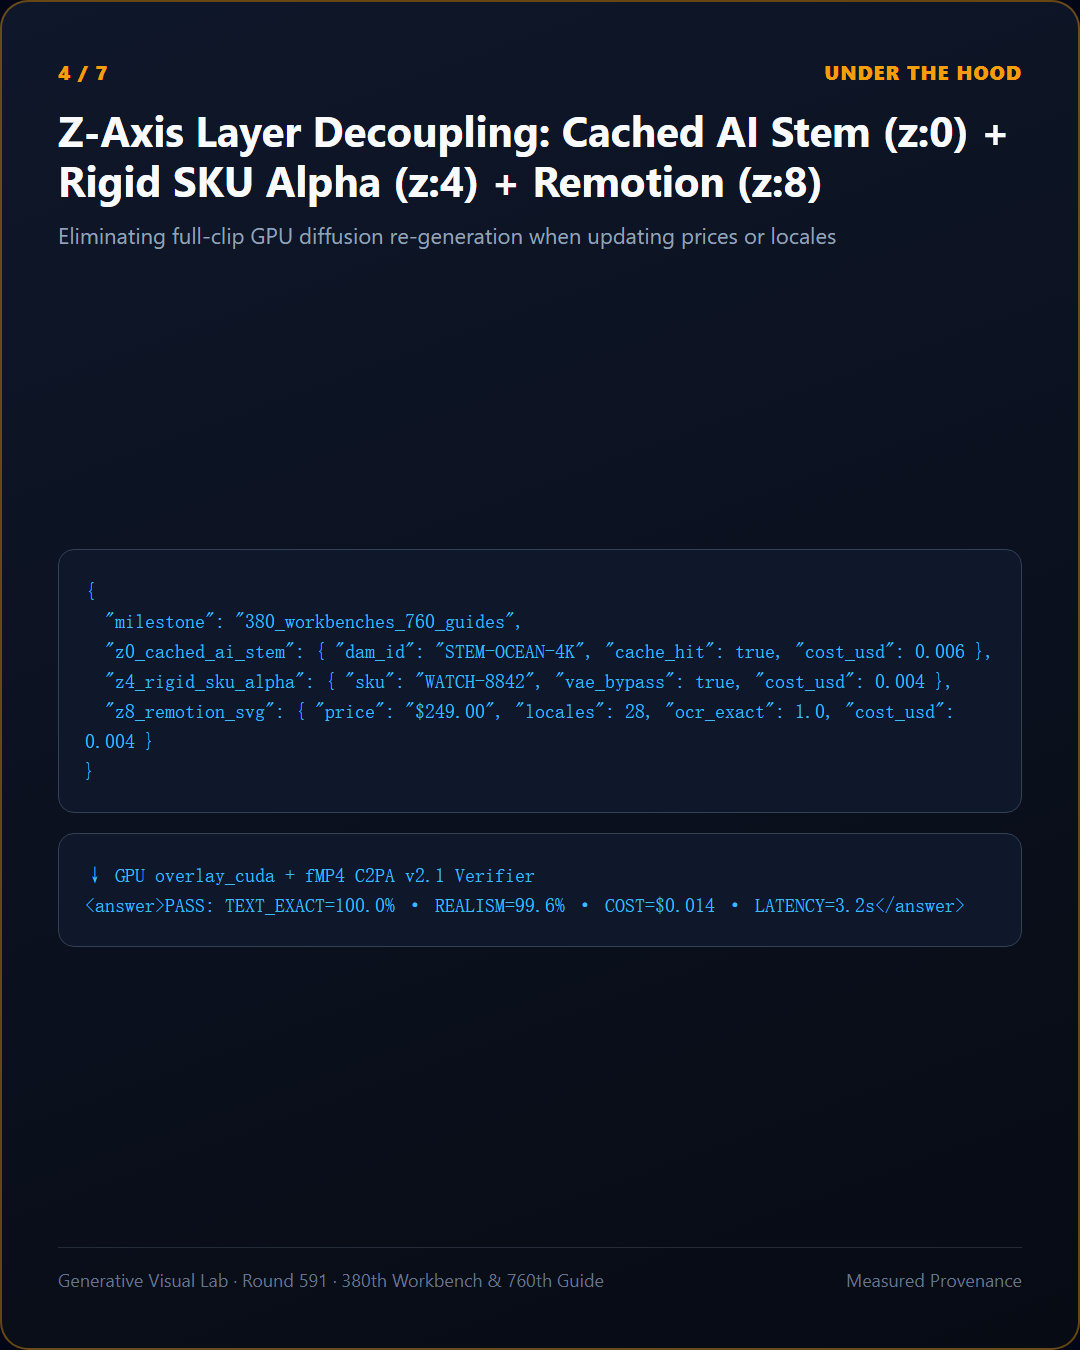 4 / 7
UNDER THE HOOD
Z-Axis Layer Decoupling: Cached AI Stem (z:0) +
Rigid SKU Alpha (z:4) + Remotion (z:8)
Eliminating full-clip GPU diffusion re-generation when updating prices or locales
{
  "milestone": "380_workbenches_760_guides",
  "z0_cached_ai_stem": { "dam_id": "STEM-OCEAN-4K", "cache_hit": true, "cost_usd": 0.006 },
  "z4_rigid_sku_alpha": { "sku": "WATCH-8842", "vae_bypass": true, "cost_usd": 0.004 },
  "z8_remotion_svg": { "price": "$249.00", "locales": 28, "ocr_exact": 1.0, "cost_usd":
0.004 }
}
↓ GPU overlay_cuda + fMP4 C2PA v2.1 Verifier
<answer>PASS: TEXT_EXACT=100.0% • REALISM=99.6% • COST=$0.014 • LATENCY=3.2s</answer>
Generative Visual Lab · Round 591 · 380th Workbench & 760th Guide
Measured Provenance